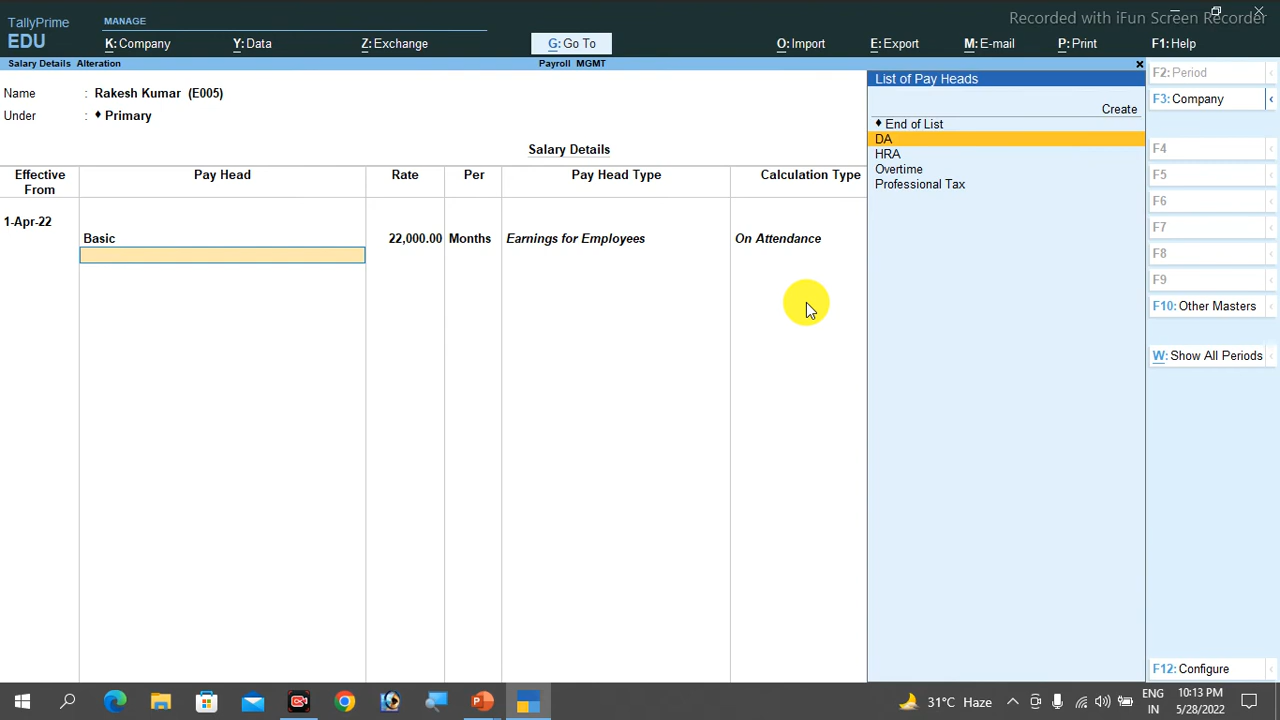 Recorded with iFun Screen Recorder
TallyPrime
EDU
MANAGE
K:Company
Y:Data
Z:Exchange
G:Go To
O:Import
E:Export
M:E-mail
P:Print
F1:Help
Salary Details Alteration
Payroll MGMT
Name : Rakesh Kumar (E005)
Under : ♦ Primary
Salary Details
Effective From
Pay Head
Rate
Per
Pay Head Type
Calculation Type
1-Apr-22
Basic 22,000.00 Months Earnings for Employees On Attendance
List of Pay Heads
Create
♦ End of List
DA
HRA
Overtime
Professional Tax
F2: Period
F3: Company
F4
F5
F6
F7
F8
F9
F10: Other Masters
W: Show All Periods
F12: Configure
31°C Haze
ENG
IN
10:13 PM
5/28/2022